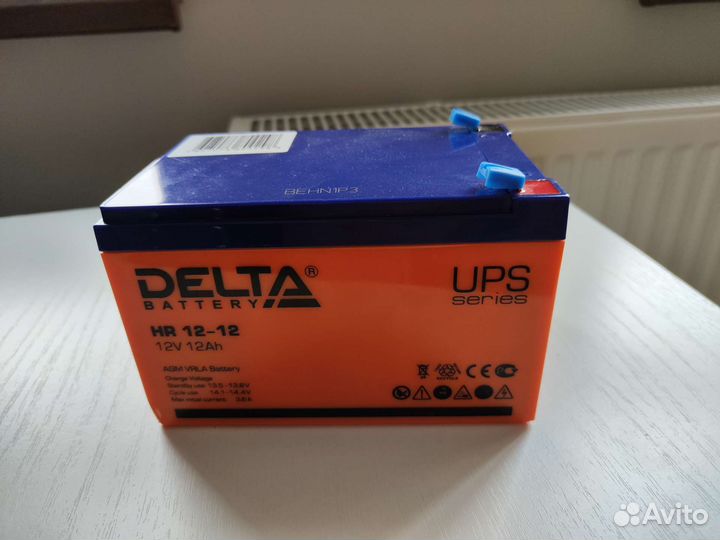 BEHN1P3
DELTA®
BATTERY
UPS
series
HR 12-12
12V 12Ah
AGM VRLA Battery
Charge Voltage
Standby use: 13.5-13.8V
Cycle use: 14.1-14.4V
Max initial current: 3.6A
CE
Avito